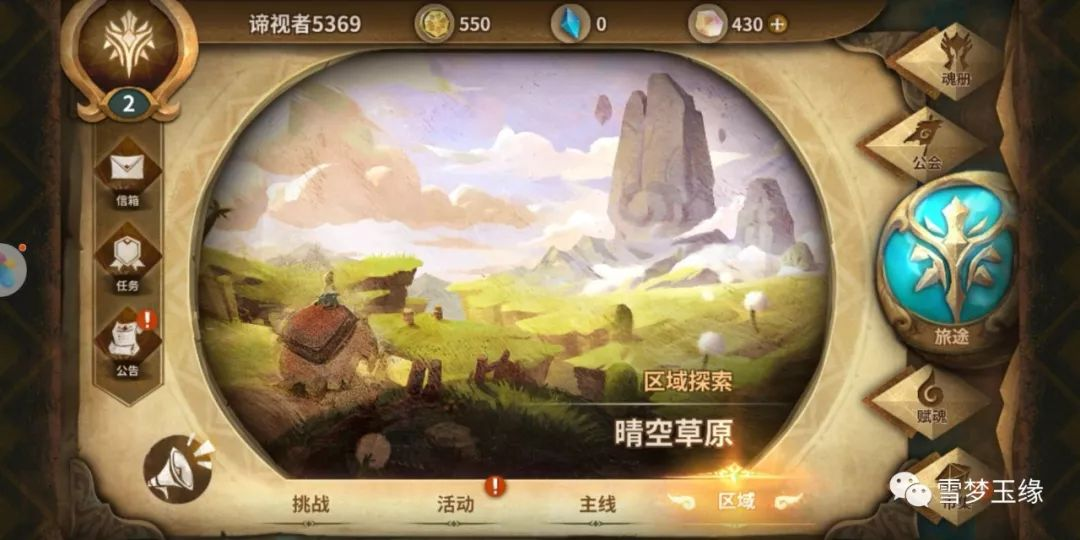 谛视者5369
550
0
430
2
信箱
任务
公告
魂册
公会
旅途
赋魂
区域探索
晴空草原
挑战
活动
主线
区域
雪梦玉缘